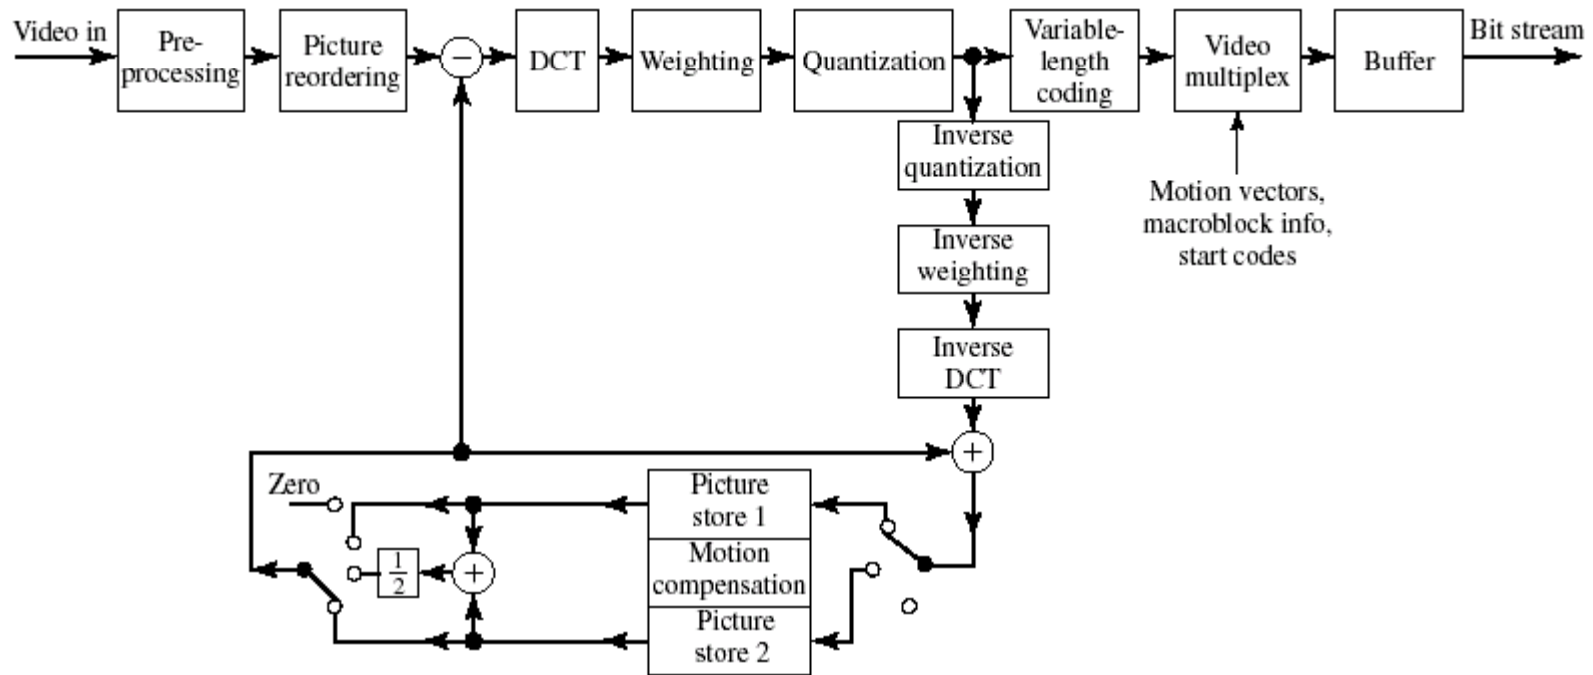 Video in
Pre-
processing
Picture
reordering
−
DCT
Weighting
Quantization
Variable-
length
coding
Video
multiplex
Buffer
Bit stream
Inverse
quantization
Motion vectors,
macroblock info,
start codes
Inverse
weighting
Inverse
DCT
+
Zero
Picture
store 1
Motion
compensation
Picture
store 2
+
1
2